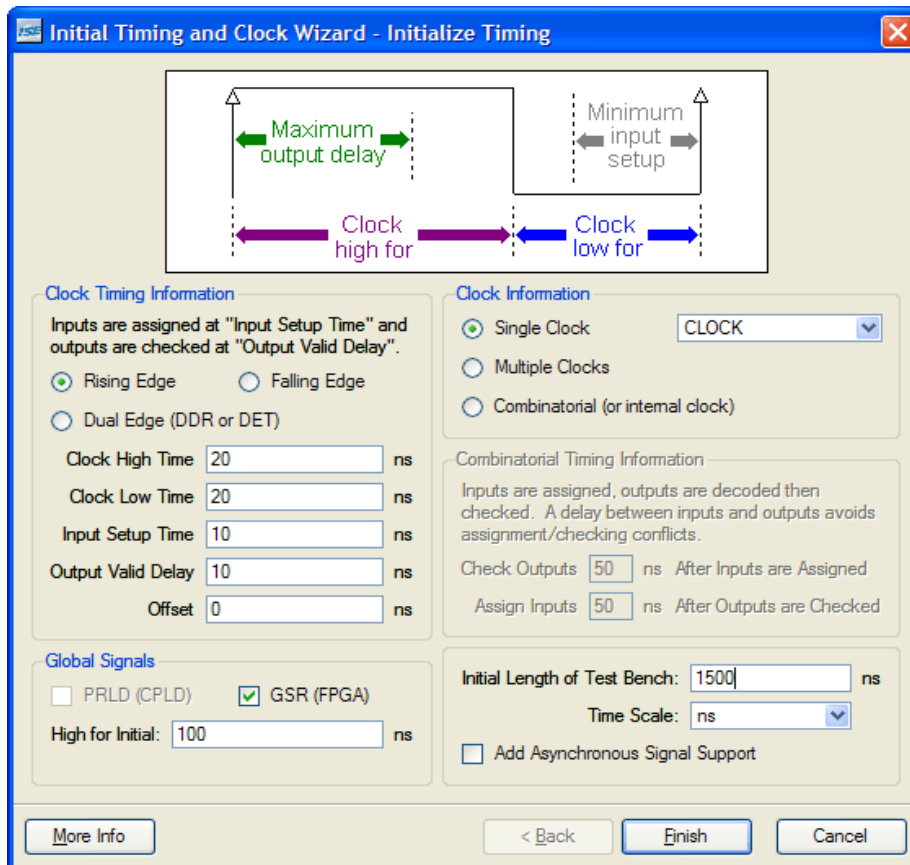 ISE Initial Timing and Clock Wizard - Initialize Timing
Maximum
output delay
Minimum
input
setup
Clock
high for
Clock
low for
Clock Timing Information
Inputs are assigned at "Input Setup Time" and
outputs are checked at "Output Valid Delay".
Rising Edge Falling Edge
Dual Edge (DDR or DET)
Clock High Time 20 ns
Clock Low Time 20 ns
Input Setup Time 10 ns
Output Valid Delay 10 ns
Offset 0 ns
Global Signals
PRLD (CPLD) GSR (FPGA)
High for Initial: 100 ns
Clock Information
Single Clock CLOCK
Multiple Clocks
Combinatorial (or internal clock)
Combinatorial Timing Information
Inputs are assigned, outputs are decoded then
checked. A delay between inputs and outputs avoids
assignment/checking conflicts.
Check Outputs 50 ns After Inputs are Assigned
Assign Inputs 50 ns After Outputs are Checked
Initial Length of Test Bench: 1500 ns
Time Scale: ns
Add Asynchronous Signal Support
More Info < Back Finish Cancel